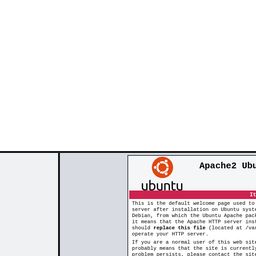 Apache2 Ubu
ubuntu
It
This is the default welcome page used to
server after installation on Ubuntu syst
Debian, from which the Ubuntu Apache pack
it means that the Apache HTTP server inst
should replace this file (located at /var
operate your HTTP server.
If you are a normal user of this web site
probably means that the site is currently
problem persists, please contact the site